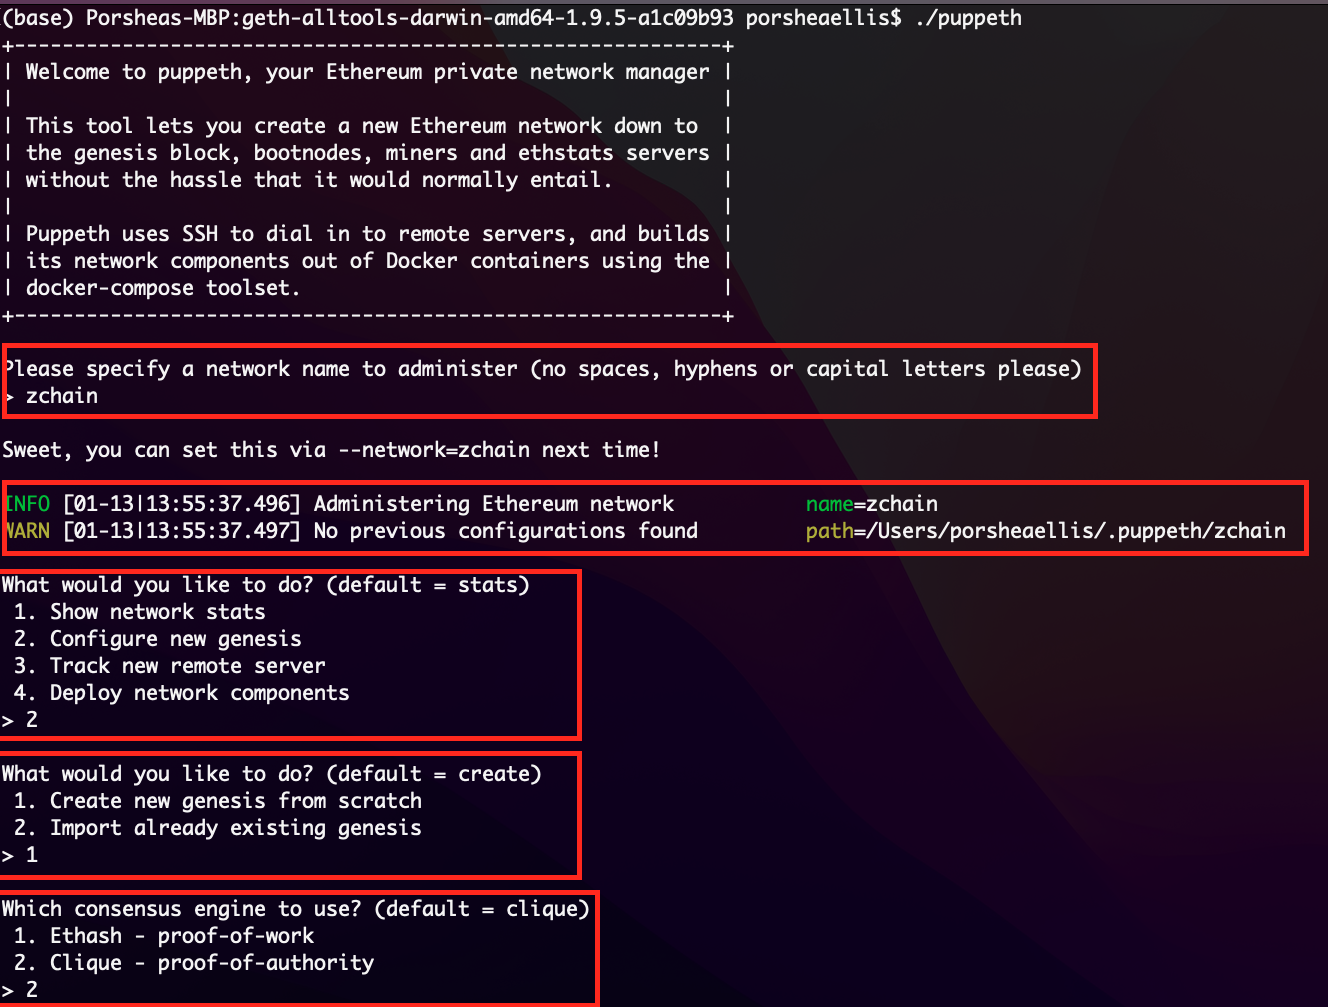 (base) Porsheas-MBP:geth-alltools-darwin-amd64-1.9.5-a1c09b93 porsheaellis$ ./puppeth
+-----------------------------------------------------------+
| Welcome to puppeth, your Ethereum private network manager |
|                                                           |
| This tool lets you create a new Ethereum network down to  |
| the genesis block, bootnodes, miners and ethstats servers |
| without the hassle that it would normally entail.         |
|                                                           |
| Puppeth uses SSH to dial in to remote servers, and builds |
| its network components out of Docker containers using the |
| docker-compose toolset.                                   |
+-----------------------------------------------------------+
Please specify a network name to administer (no spaces, hyphens or capital letters please)
> zchain
Sweet, you can set this via --network=zchain next time!
INFO [01-13|13:55:37.496] Administering Ethereum network           name=zchain
WARN [01-13|13:55:37.497] No previous configurations found         path=/Users/porsheaellis/.puppeth/zchain
What would you like to do? (default = stats)
 1. Show network stats
 2. Configure new genesis
 3. Track new remote server
 4. Deploy network components
> 2
What would you like to do? (default = create)
 1. Create new genesis from scratch
 2. Import already existing genesis
> 1
Which consensus engine to use? (default = clique)
 1. Ethash - proof-of-work
 2. Clique - proof-of-authority
> 2